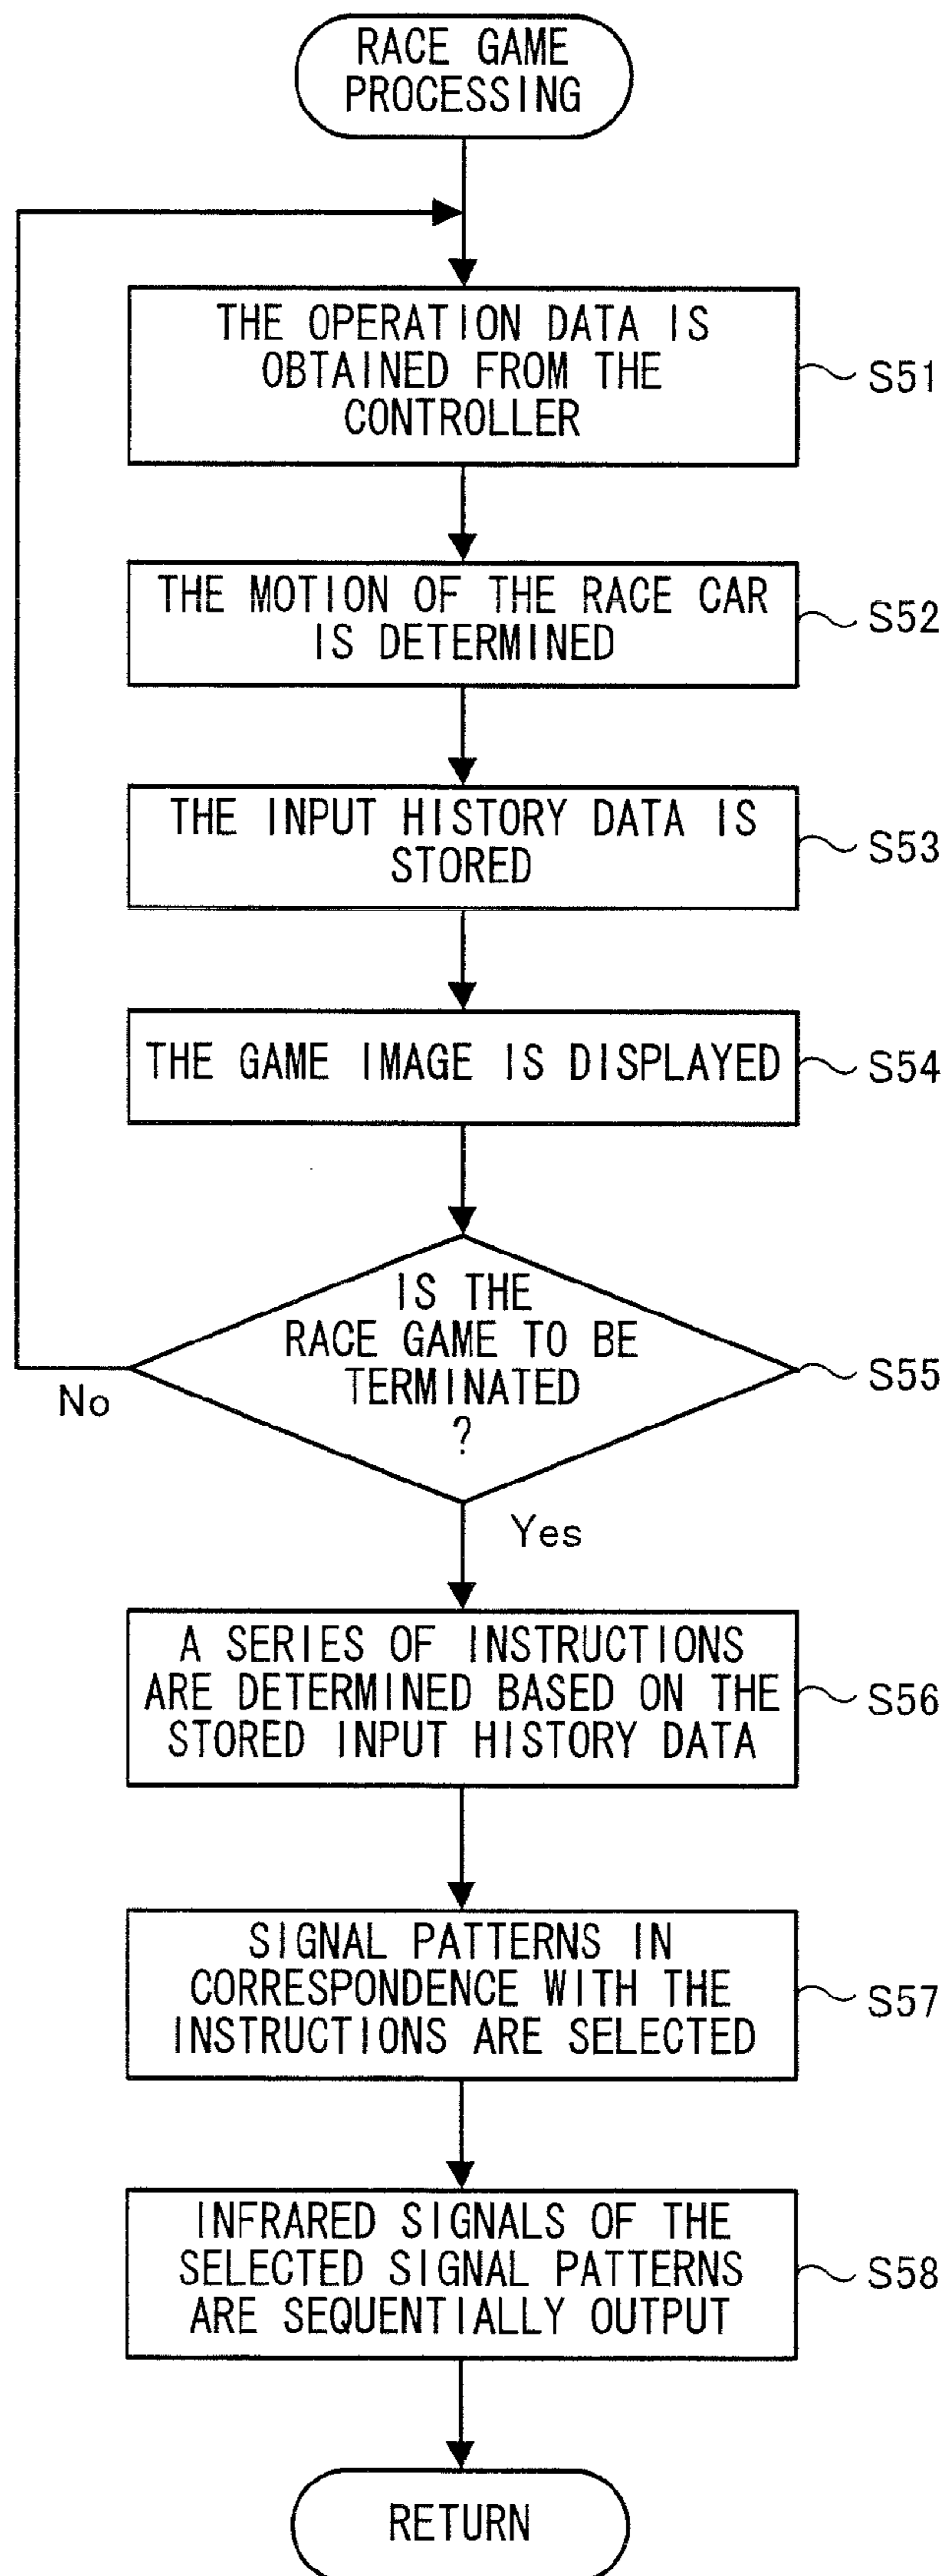 RACE GAME
PROCESSING
THE OPERATION DATA IS
OBTAINED FROM THE
CONTROLLER
S51
THE MOTION OF THE RACE CAR
IS DETERMINED
S52
THE INPUT HISTORY DATA IS
STORED
S53
THE GAME IMAGE IS DISPLAYED
S54
IS THE
RACE GAME TO BE
TERMINATED
?
S55
No
Yes
A SERIES OF INSTRUCTIONS
ARE DETERMINED BASED ON THE
STORED INPUT HISTORY DATA
S56
SIGNAL PATTERNS IN
CORRESPONDENCE WITH THE
INSTRUCTIONS ARE SELECTED
S57
INFRARED SIGNALS OF THE
SELECTED SIGNAL PATTERNS
ARE SEQUENTIALLY OUTPUT
S58
RETURN